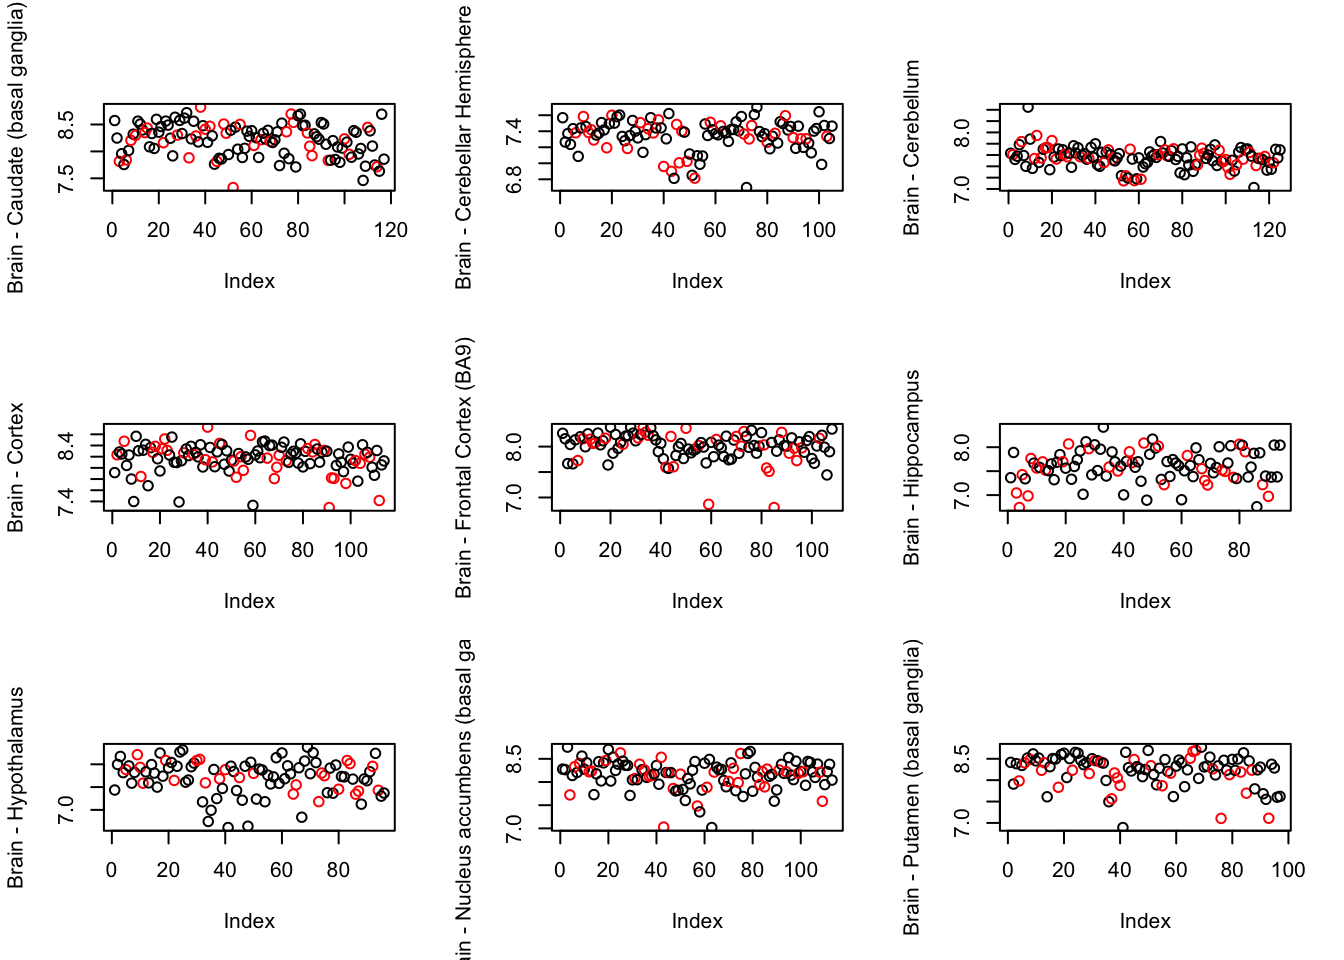 Brain - Caudate (basal ganglia)
8.5
7.5
0 20 40 60 80 120
Index
Brain - Cerebellar Hemisphere
7.4
6.8
0 20 40 60 80 100
Index
Brain - Cerebellum
8.0
7.0
0 20 40 60 80 120
Index
Brain - Cortex
8.4
7.4
0 20 40 60 80 100
Index
Brain - Frontal Cortex (BA9)
8.0
7.0
0 20 40 60 80 100
Index
Brain - Hippocampus
8.0
7.0
0 20 40 60 80
Index
Brain - Hypothalamus
7.0
0 20 40 60 80
Index
ain - Nucleus accumbens (basal ga
8.5
7.0
0 20 40 60 80 100
Index
Brain - Putamen (basal ganglia)
8.5
7.0
0 20 40 60 80 100
Index